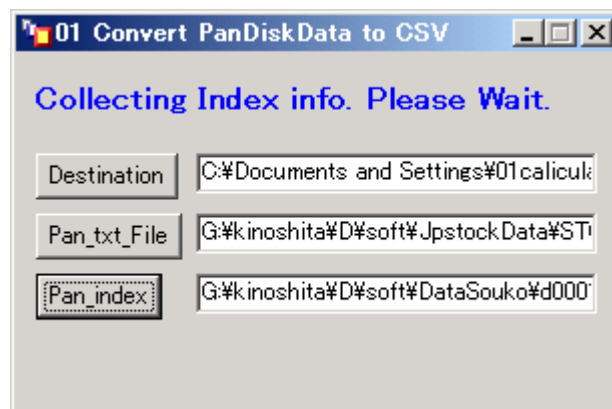 01 Convert PanDiskData to CSV
Collecting Index info. Please Wait.
Destination C:¥Documents and Settings¥01calicula
Pan_txt_File G:¥kinoshita¥D¥soft¥JpstockData¥ST
Pan_index G:¥kinoshita¥D¥soft¥DataSouko¥d000